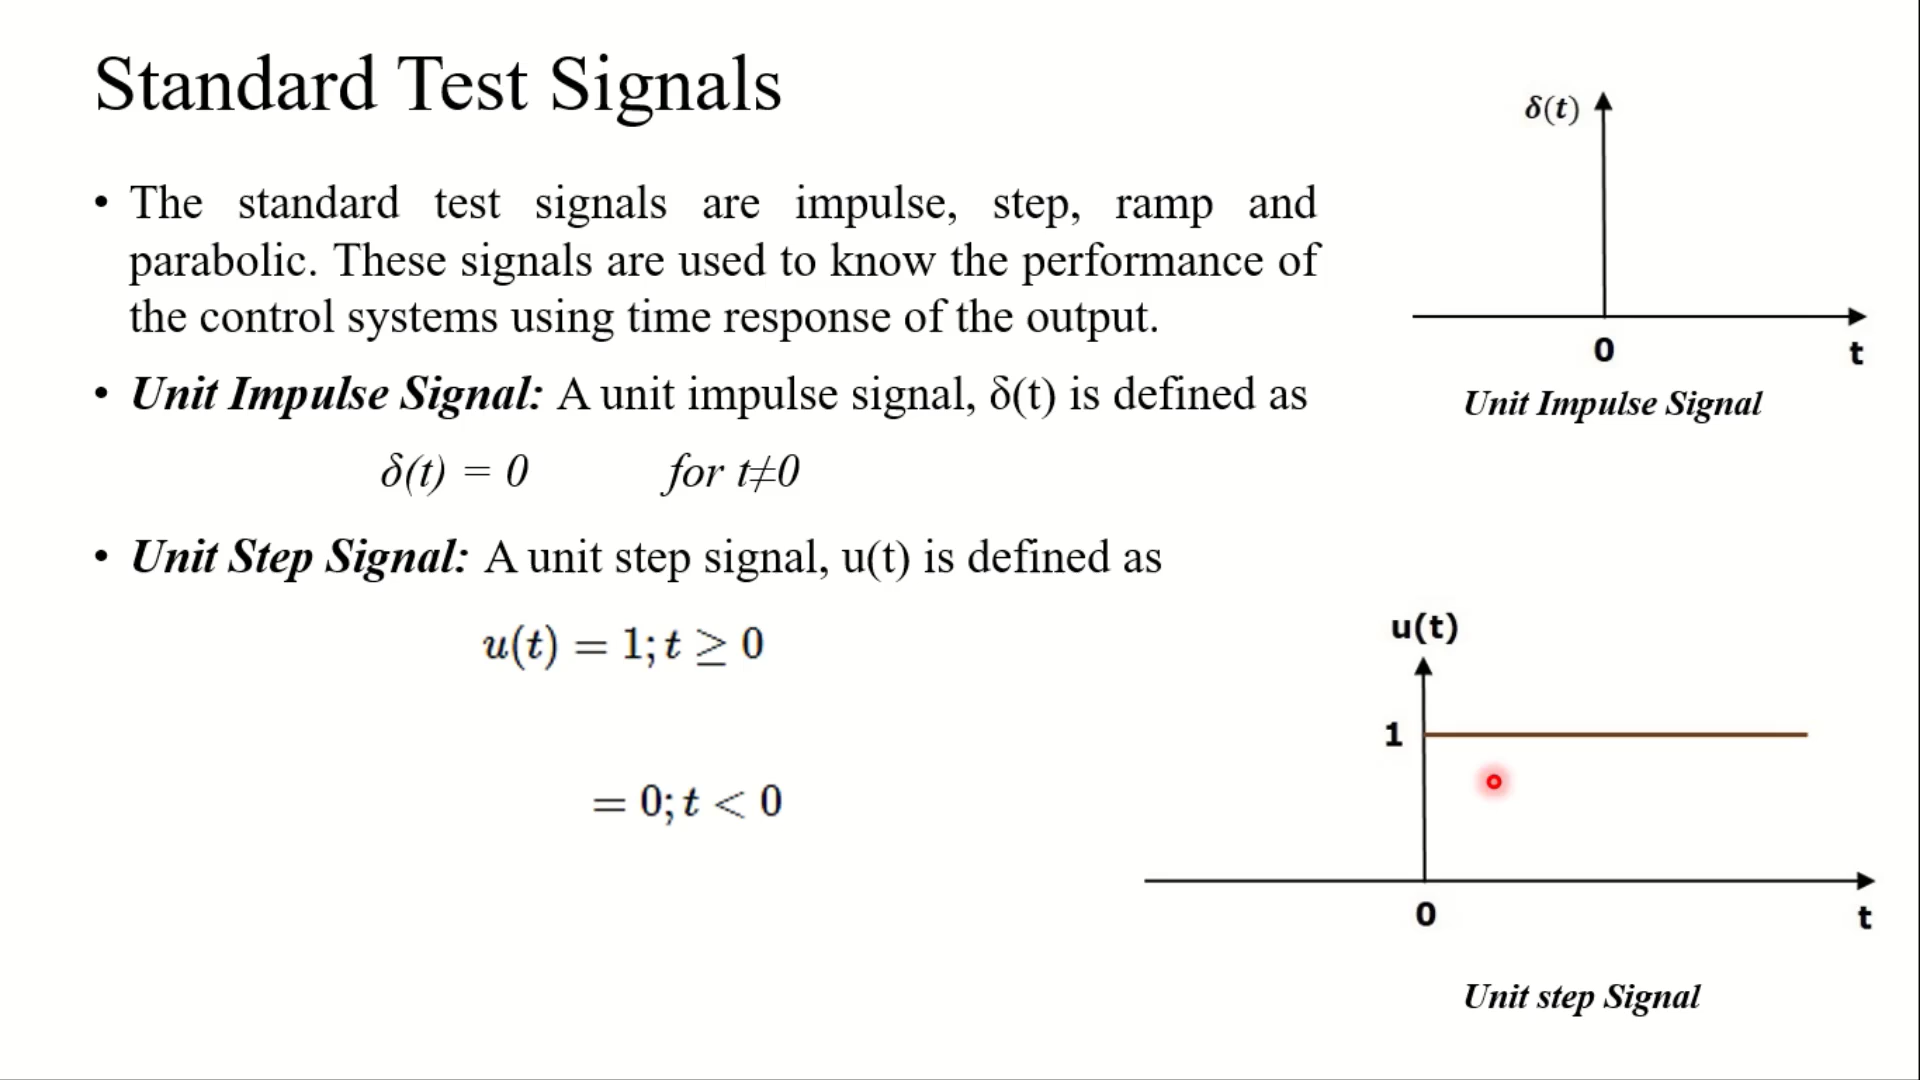 Standard Test Signals
• The standard test signals are impulse, step, ramp and
parabolic. These signals are used to know the performance of
the control systems using time response of the output.
• Unit Impulse Signal: A unit impulse signal, δ(t) is defined as
δ(t) = 0 for t≠0
• Unit Step Signal: A unit step signal, u(t) is defined as
u(t) = 1; t ≥ 0
= 0; t < 0
δ(t)
0
t
Unit Impulse Signal
u(t)
1
0
t
Unit step Signal